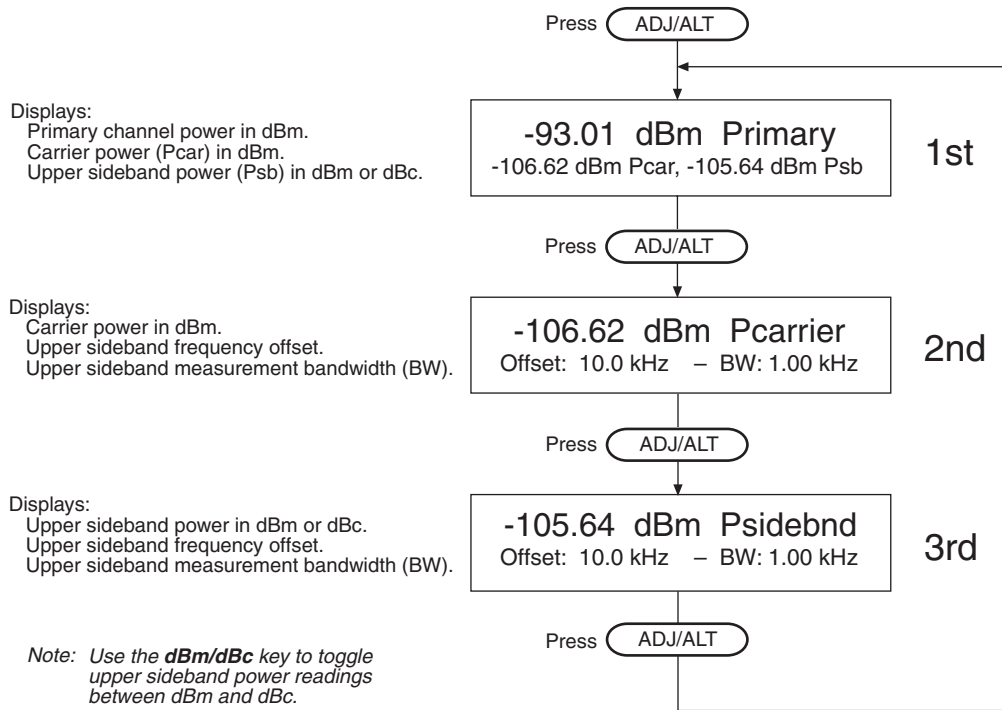 Press ADJ/ALT
Displays:
Primary channel power in dBm.
Carrier power (Pcar) in dBm.
Upper sideband power (Psb) in dBm or dBc.
-93.01 dBm Primary
-106.62 dBm Pcar, -105.64 dBm Psb
1st
Press ADJ/ALT
Displays:
Carrier power in dBm.
Upper sideband frequency offset.
Upper sideband measurement bandwidth (BW).
-106.62 dBm Pcarrier
Offset: 10.0 kHz – BW: 1.00 kHz
2nd
Press ADJ/ALT
Displays:
Upper sideband power in dBm or dBc.
Upper sideband frequency offset.
Upper sideband measurement bandwidth (BW).
-105.64 dBm Psidebnd
Offset: 10.0 kHz – BW: 1.00 kHz
3rd
Press ADJ/ALT
Note: Use the dBm/dBc key to toggle
upper sideband power readings
between dBm and dBc.